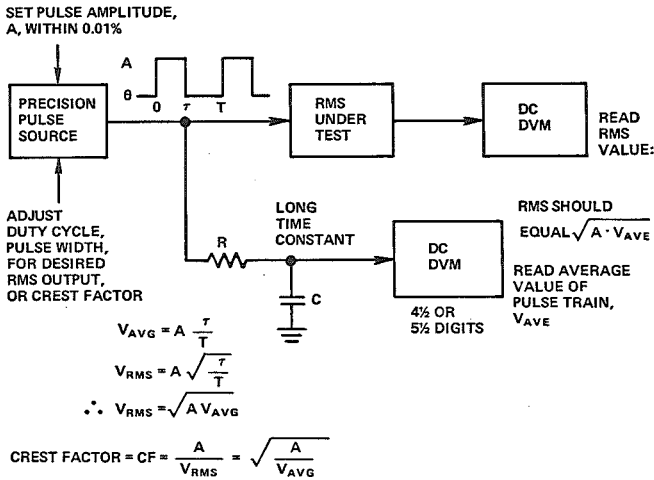 SET PULSE AMPLITUDE,
A, WITHIN 0.01%
PRECISION
PULSE
SOURCE
A
θ
0 τ T
RMS
UNDER
TEST
DC
DVM
READ
RMS
VALUE:
ADJUST
DUTY CYCLE,
PULSE WIDTH,
FOR DESIRED
RMS OUTPUT,
OR CREST FACTOR
R
LONG
TIME
CONSTANT
C
DC
DVM
4½ OR
5½ DIGITS
RMS SHOULD
EQUAL √A · VAVE
READ AVERAGE
VALUE OF
PULSE TRAIN,
VAVE
VAVG = A τ/T
VRMS = A √τ/T
∴ VRMS = √A VAVG
CREST FACTOR = CF = A/VRMS = √A/VAVG